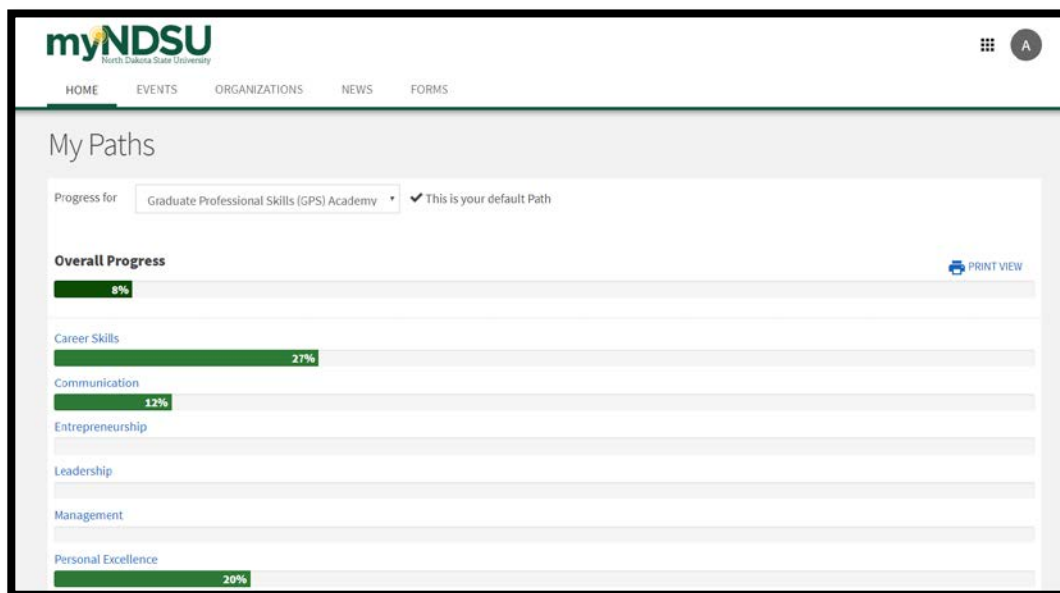 myNDSU
North Dakota State University
A
HOME EVENTS ORGANIZATIONS NEWS FORMS
My Paths
Progress for Graduate Professional Skills (GPS) Academy ✔ This is your default Path
Overall Progress
PRINT VIEW
8%
Career Skills
27%
Communication
12%
Entrepreneurship
Leadership
Management
Personal Excellence
20%